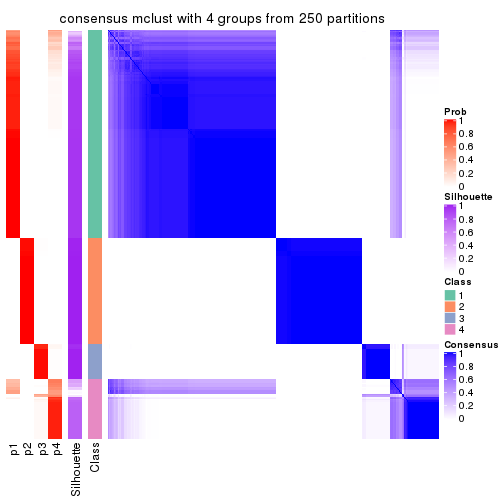 consensus mclust with 4 groups from 250 partitions
Prob
1
0.8
0.6
0.4
0.2
0
Silhouette
1
0.8
0.6
0.4
0.2
0
Class
1
2
3
4
Consensus
1
0.8
0.6
0.4
0.2
0
p1
p2
p3
p4
Silhouette
Class